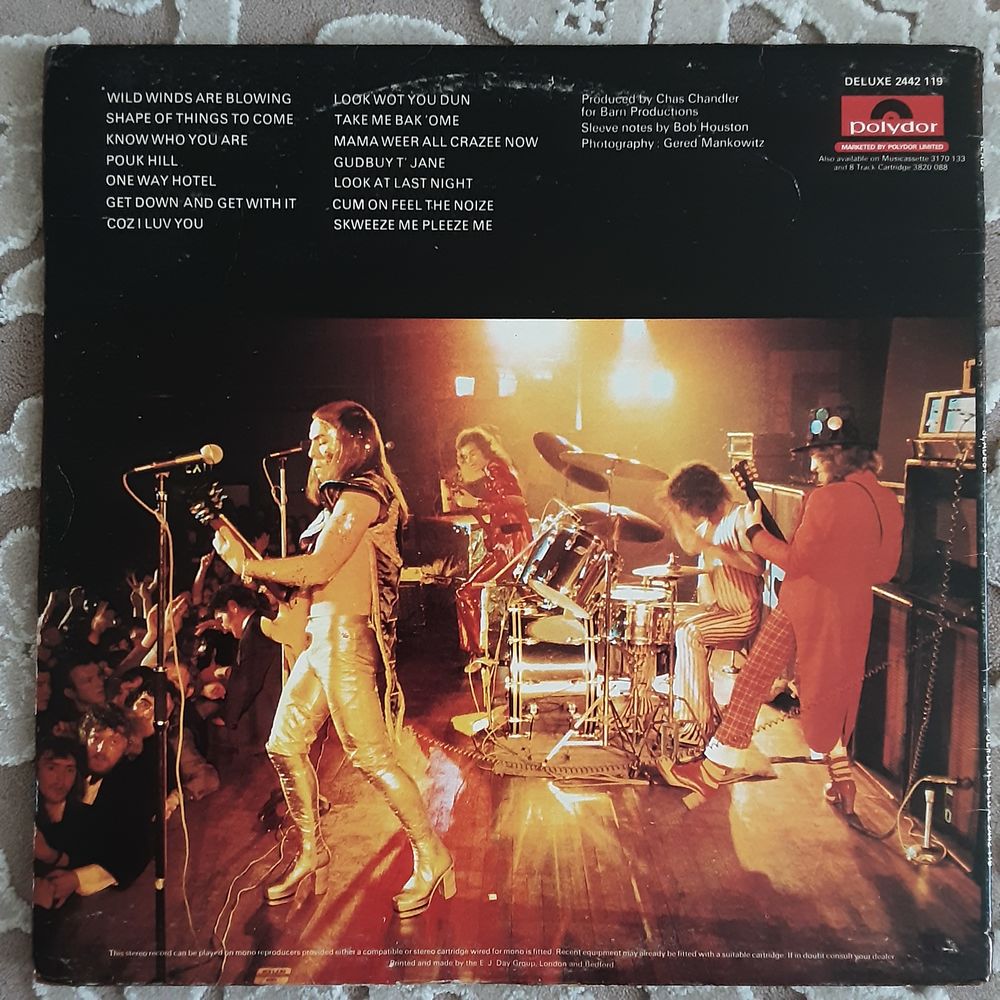 WILD WINDS ARE BLOWING
SHAPE OF THINGS TO COME
KNOW WHO YOU ARE
POUK HILL
ONE WAY HOTEL
GET DOWN AND GET WITH IT
COZ I LUV YOU
LOOK WOT YOU DUN
TAKE ME BAK 'OME
MAMA WEER ALL CRAZEE NOW
GUDBUY T' JANE
LOOK AT LAST NIGHT
CUM ON FEEL THE NOIZE
SKWEEZE ME PLEEZE ME
Produced by Chas Chandler
for Barn Productions
Sleeve notes by Bob Houston
Photography : Gered Mankowitz
DELUXE 2442 119
polydor
MARKETED BY POLYDOR LIMITED
Also available on Musicassette 3170 133
and 8 Track Cartridge 3820 088
This stereo record can be played on mono reproducers provided either a compatible or stereo cartridge wired for mono is fitted. Recent equipment may already be fitted with a suitable cartridge. If in doubt consult your dealer
Printed and made by the E. J. Day Group, London and Bedford